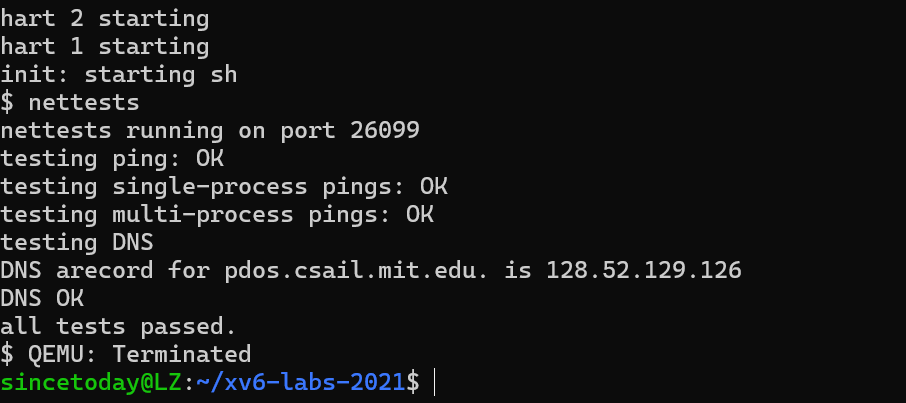 hart 2 starting
hart 1 starting
init: starting sh
$ nettests
nettests running on port 26099
testing ping: OK
testing single-process pings: OK
testing multi-process pings: OK
testing DNS
DNS arecord for pdos.csail.mit.edu. is 128.52.129.126
DNS OK
all tests passed.
$ QEMU: Terminated
sincetoday@LZ:~/xv6-labs-2021$